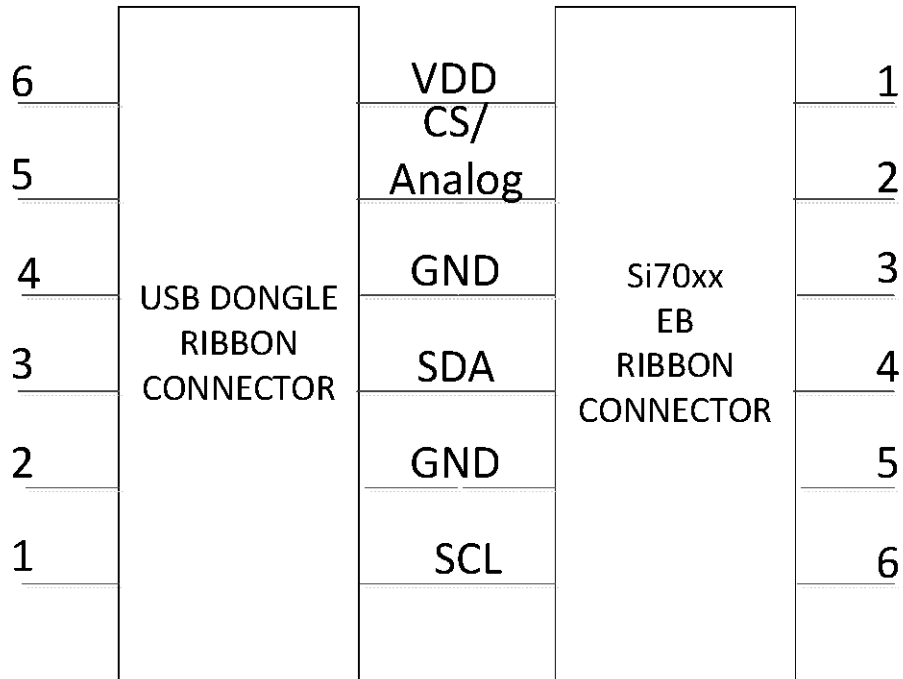 6
VDD
1
CS/
5
Analog
2
4
GND
3
USB DONGLE
RIBBON
CONNECTOR
Si70xx
EB
RIBBON
CONNECTOR
3
SDA
4
2
GND
5
1
SCL
6